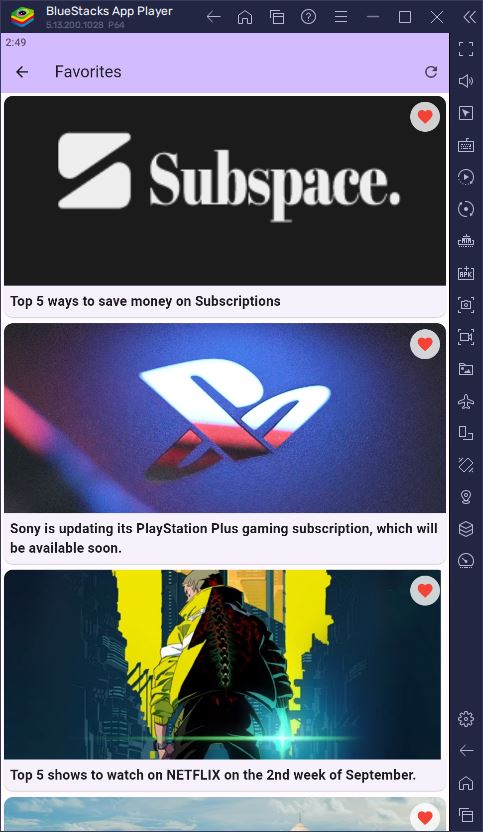 BlueStacks App Player
5.13.200.1028 P64
2:49
Favorites
Subspace.
Top 5 ways to save money on Subscriptions
Sony is updating its PlayStation Plus gaming subscription, which will
be available soon.
Top 5 shows to watch on NETFLIX on the 2nd week of September.
APK